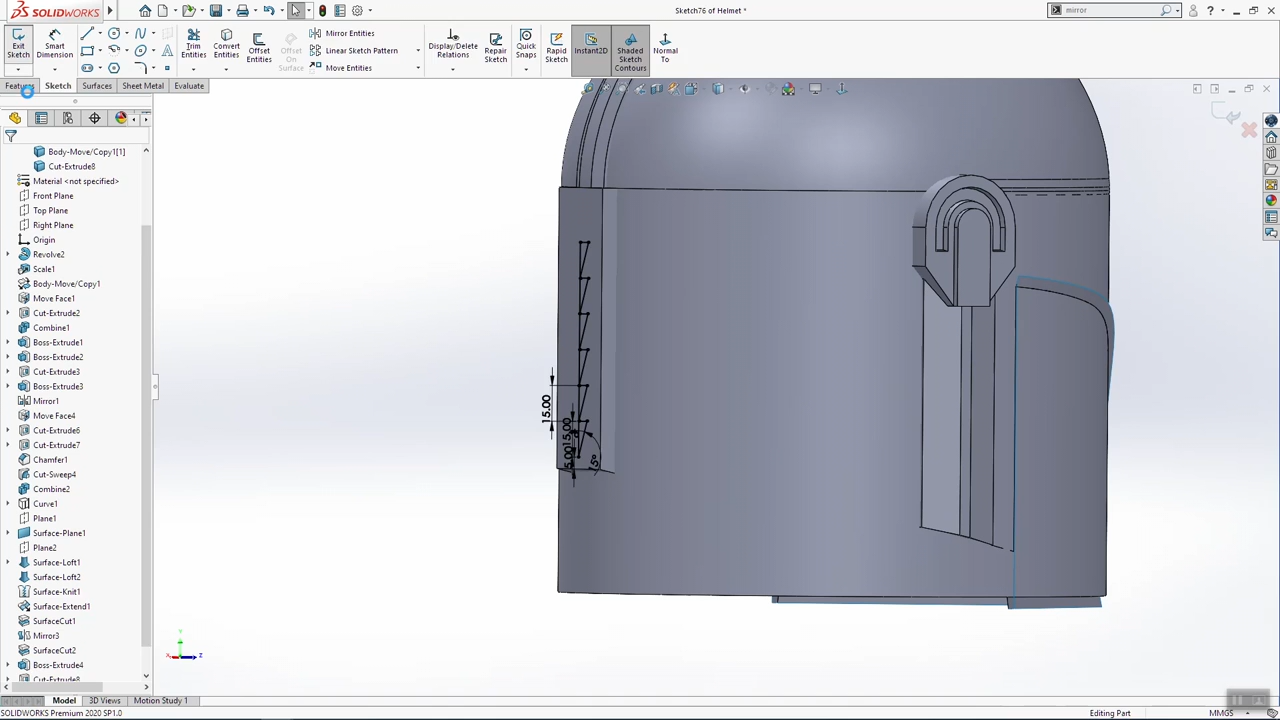 SOLIDWORKS
Sketch76 of Helmet *
mirror
Exit Sketch
Smart Dimension
Trim Entities
Convert Entities
Offset Entities
Offset On Surface
Mirror Entities
Linear Sketch Pattern
Move Entities
Display/Delete Relations
Repair Sketch
Quick Snaps
Rapid Sketch
Instant2D
Shaded Sketch Contours
Normal To
Features
Sketch
Surfaces
Sheet Metal
Evaluate
Body-Move/Copy1[1]
Cut-Extrude8
Material <not specified>
Front Plane
Top Plane
Right Plane
Origin
Revolve2
Scale1
Body-Move/Copy1
Move Face1
Cut-Extrude2
Combine1
Boss-Extrude1
Boss-Extrude2
Cut-Extrude3
Boss-Extrude3
Mirror1
Move Face4
Cut-Extrude6
Cut-Extrude7
Chamfer1
Cut-Sweep4
Combine2
Curve1
Plane1
Surface-Plane1
Plane2
Surface-Loft1
Surface-Loft2
Surface-Knit1
Surface-Extend1
SurfaceCut1
Mirror3
SurfaceCut2
Boss-Extrude4
Cut-Extrude8
15.00
15.00
5.00
15°
Y
X
Z
Model
3D Views
Motion Study 1
SOLIDWORKS Premium 2020 SP1.0
Editing Part
MMGS